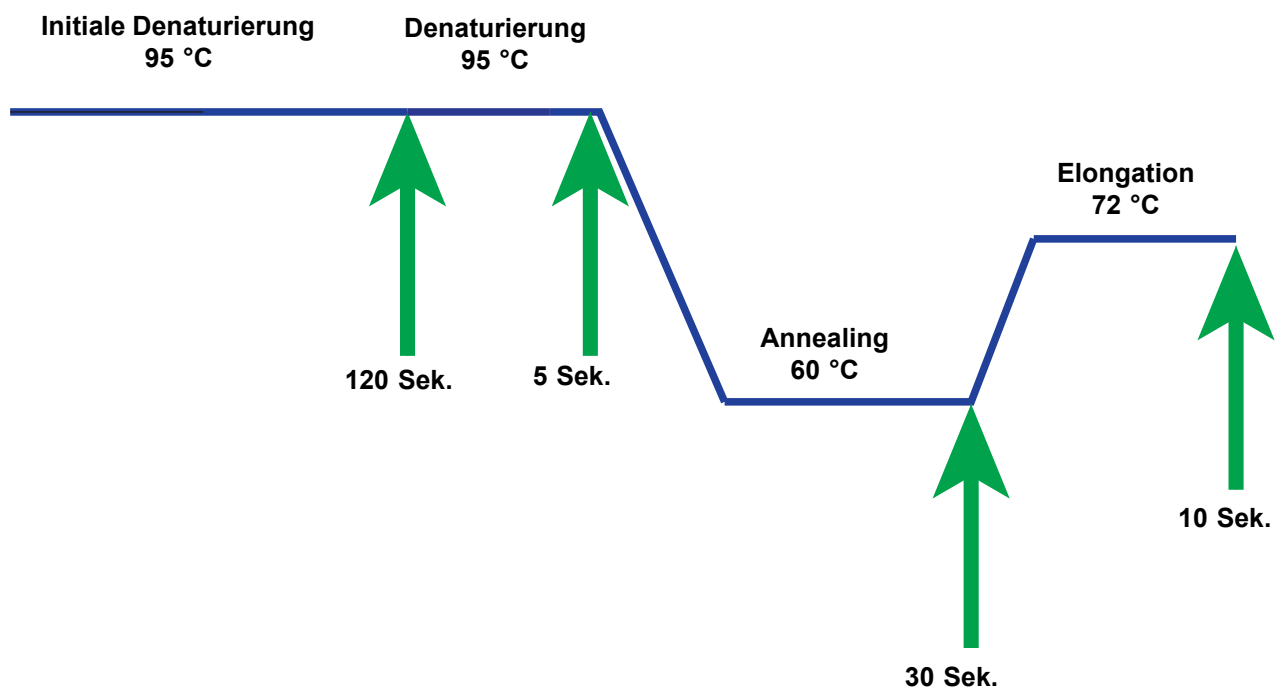 Initiale Denaturierung
95 °C
Denaturierung
95 °C
Elongation
72 °C
Annealing
60 °C
120 Sek.
5 Sek.
10 Sek.
30 Sek.